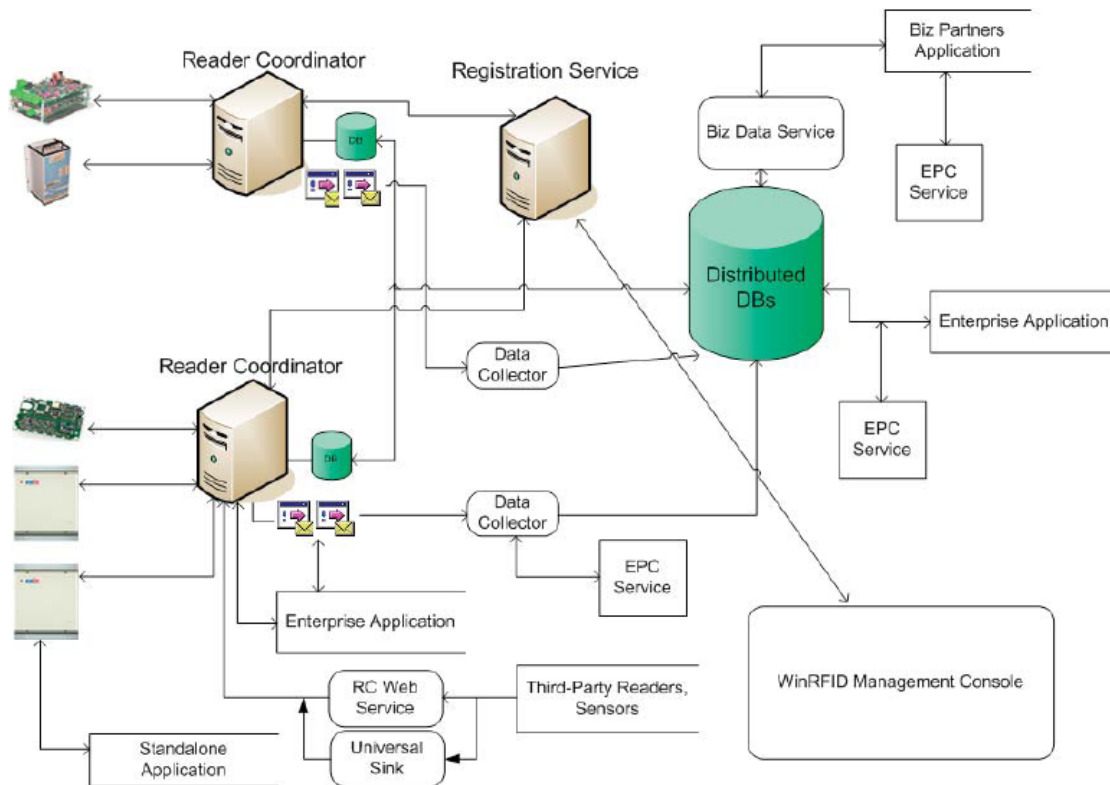 Biz Partners
Application
Reader Coordinator
Registration Service
DB
Biz Data Service
EPC
Service
Distributed
DBs
Enterprise Application
Data
Collector
Reader Coordinator
EPC
Service
DB
Data
Collector
EPC
Service
Enterprise Application
RC Web
Service
Third-Party Readers,
Sensors
WinRFID Management Console
Universal
Sink
Standalone
Application